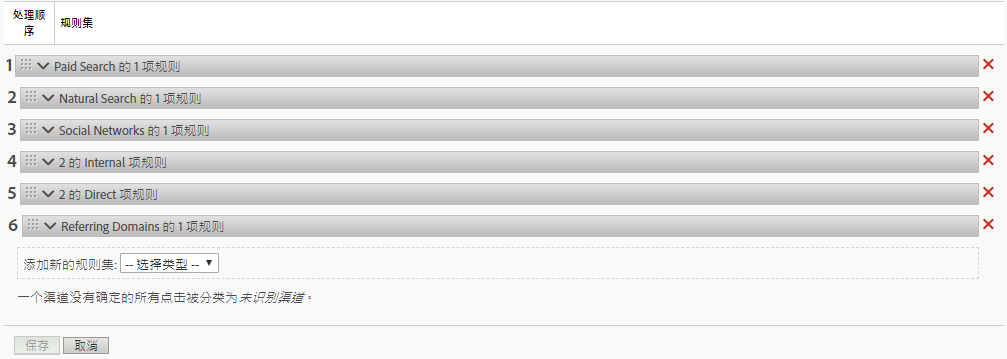 处理顺序 规则集
1 Paid Search 的 1 项规则
2 Natural Search 的 1 项规则
3 Social Networks 的 1 项规则
4 2 的 Internal 项规则
5 2 的 Direct 项规则
6 Referring Domains 的 1 项规则
添加新的规则集: -- 选择类型 --
一个渠道没有确定的所有点击被分类为未识别渠道。
保存 取消